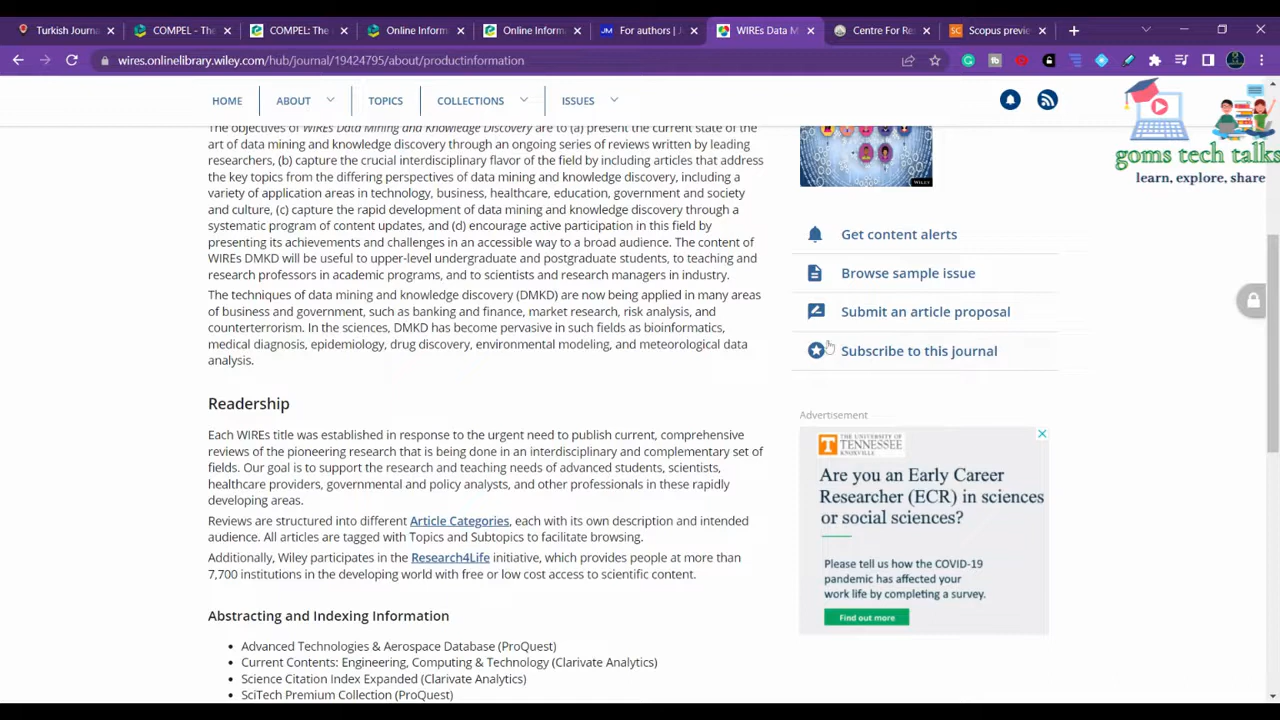 Turkish Journa
COMPEL - The
COMPEL: The
Online Inform
Online Inform
For authors | Jo
WIREs Data M
Centre For Re
Scopus previe
wires.onlinelibrary.wiley.com/hub/journal/19424795/about/productinformation
HOME
ABOUT
TOPICS
COLLECTIONS
ISSUES
goms tech talks
learn, explore, share
The objectives of WIREs Data Mining and Knowledge Discovery are to (a) present the current state of the
art of data mining and knowledge discovery through an ongoing series of reviews written by leading
researchers, (b) capture the crucial interdisciplinary flavor of the field by including articles that address
the key topics from the differing perspectives of data mining and knowledge discovery, including a
variety of application areas in technology, business, healthcare, education, government and society
and culture, (c) capture the rapid development of data mining and knowledge discovery through a
systematic program of content updates, and (d) encourage active participation in this field by
presenting its achievements and challenges in an accessible way to a broad audience. The content of
WIREs DMKD will be useful to upper-level undergraduate and postgraduate students, to teaching and
research professors in academic programs, and to scientists and research managers in industry.
The techniques of data mining and knowledge discovery (DMKD) are now being applied in many areas
of business and government, such as banking and finance, market research, risk analysis, and
counterterrorism. In the sciences, DMKD has become pervasive in such fields as bioinformatics,
medical diagnosis, epidemiology, drug discovery, environmental modeling, and meteorological data
analysis.
Readership
Each WIREs title was established in response to the urgent need to publish current, comprehensive
reviews of the pioneering research that is being done in an interdisciplinary and complementary set of
fields. Our goal is to support the research and teaching needs of advanced students, scientists,
healthcare providers, governmental and policy analysts, and other professionals in these rapidly
developing areas.
Reviews are structured into different Article Categories, each with its own description and intended
audience. All articles are tagged with Topics and Subtopics to facilitate browsing.
Additionally, Wiley participates in the Research4Life initiative, which provides people at more than
7,700 institutions in the developing world with free or low cost access to scientific content.
Abstracting and Indexing Information
Advanced Technologies & Aerospace Database (ProQuest)
Current Contents: Engineering, Computing & Technology (Clarivate Analytics)
Science Citation Index Expanded (Clarivate Analytics)
SciTech Premium Collection (ProQuest)
WILEY
Get content alerts
Browse sample issue
Submit an article proposal
Subscribe to this journal
Advertisement
THE UNIVERSITY OF
TENNESSEE
KNOXVILLE
Are you an Early Career
Researcher (ECR) in sciences
or social sciences?
Please tell us how the COVID-19
pandemic has affected your
work life by completing a survey.
Find out more